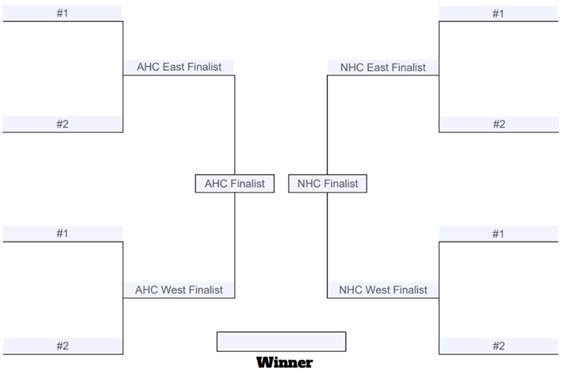 #1
#1
AHC East Finalist
NHC East Finalist
#2
#2
AHC Finalist
NHC Finalist
#1
#1
AHC West Finalist
NHC West Finalist
#2
#2
Winner